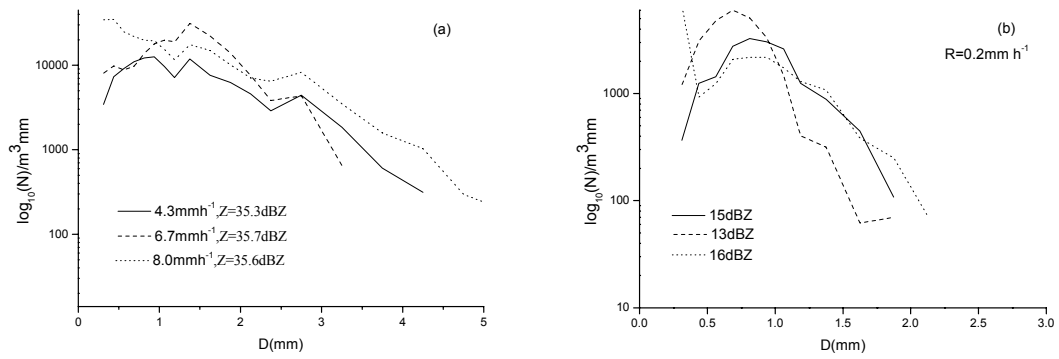 (a)
10000
1000
100
log₁₀(N)/m³mm
4.3mmh⁻¹,Z=35.3dBZ
6.7mmh⁻¹,Z=35.7dBZ
8.0mmh⁻¹,Z=35.6dBZ
0 1 2 3 4 5
D(mm)
(b)
R=0.2mm h⁻¹
10000
1000
100
10
log₁₀(N)/m³mm
15dBZ
13dBZ
16dBZ
0.0 0.5 1.0 1.5 2.0 2.5 3.0
D(mm)